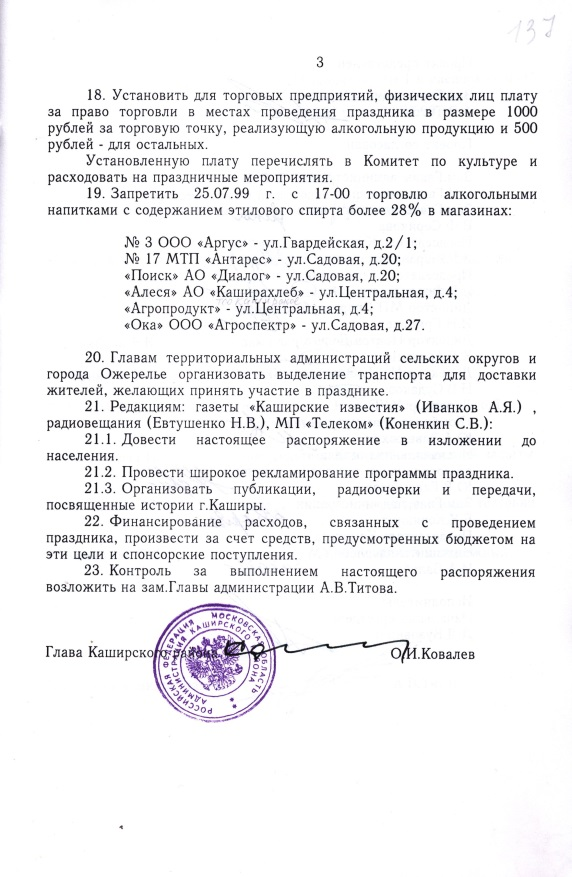 137
3
18. Установить для торговых предприятий, физических лиц плату
за право торговли в местах проведения праздника в размере 1000
рублей за торговую точку, реализующую алкогольную продукцию и 500
рублей - для остальных.
Установленную плату перечислять в Комитет по культуре и
расходовать на праздничные мероприятия.
19. Запретить 25.07.99 г. с 17-00 торговлю алкогольными
напитками с содержанием этилового спирта более 28% в магазинах:
№ 3 ООО «Аргус» - ул.Гвардейская, д.2/1;
№ 17 МТП «Антарес» - ул.Садовая, д.20;
«Поиск» АО «Диалог» - ул.Садовая, д.20;
«Алеся» АО «Каширахлеб» - ул.Центральная, д.4;
«Агропродукт» - ул.Центральная, д.4;
«Ока» ООО «Агроспектр» - ул.Садовая, д.27.
20. Главам территориальных администраций сельских округов и
города Ожерелье организовать выделение транспорта для доставки
жителей, желающих принять участие в празднике.
21. Редакциям: газеты «Каширские известия» (Иванков А.Я.) ,
радиовещания (Евтушенко Н.В.), МП «Телеком» (Коненкин С.В.):
21.1. Довести настоящее распоряжение в изложении до
населения.
21.2. Провести широкое рекламирование программы праздника.
21.3. Организовать публикации, радиоочерки и передачи,
посвященные истории г.Каширы.
22. Финансирование расходов, связанных с проведением
праздника, произвести за счет средств, предусмотренных бюджетом на
эти цели и спонсорские поступления.
23. Контроль за выполнением настоящего распоряжения
возложить на зам.Главы администрации А.В.Титова.
Глава Каширского района
О.И.Ковалев
РОССИЙСКАЯ ФЕДЕРАЦИЯ МОСКОВСКАЯ ОБЛАСТЬ
АДМИНИСТРАЦИЯ КАШИРСКОГО РАЙОНА